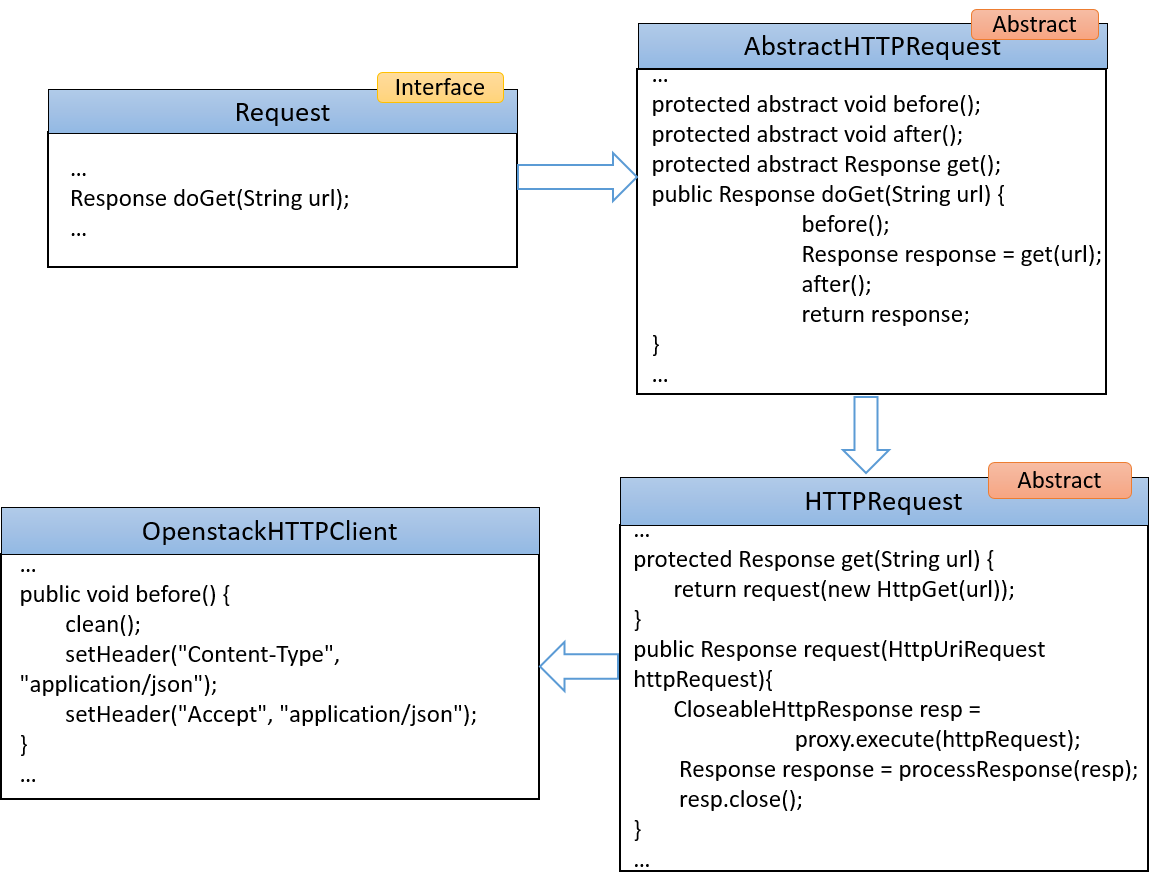 Interface
Request
...
Response doGet(String url);
...
Abstract
AbstractHTTPRequest
...
protected abstract void before();
protected abstract void after();
protected abstract Response get();
public Response doGet(String url) {
before();
Response response = get(url);
after();
return response;
}
...
Abstract
HTTPRequest
...
protected Response get(String url) {
return request(new HttpGet(url));
}
public Response request(HttpUriRequest
httpRequest){
CloseableHttpResponse resp =
proxy.execute(httpRequest);
Response response = processResponse(resp);
resp.close();
}
...
OpenstackHTTPClient
...
public void before() {
clean();
setHeader("Content-Type",
"application/json");
setHeader("Accept", "application/json");
}
...